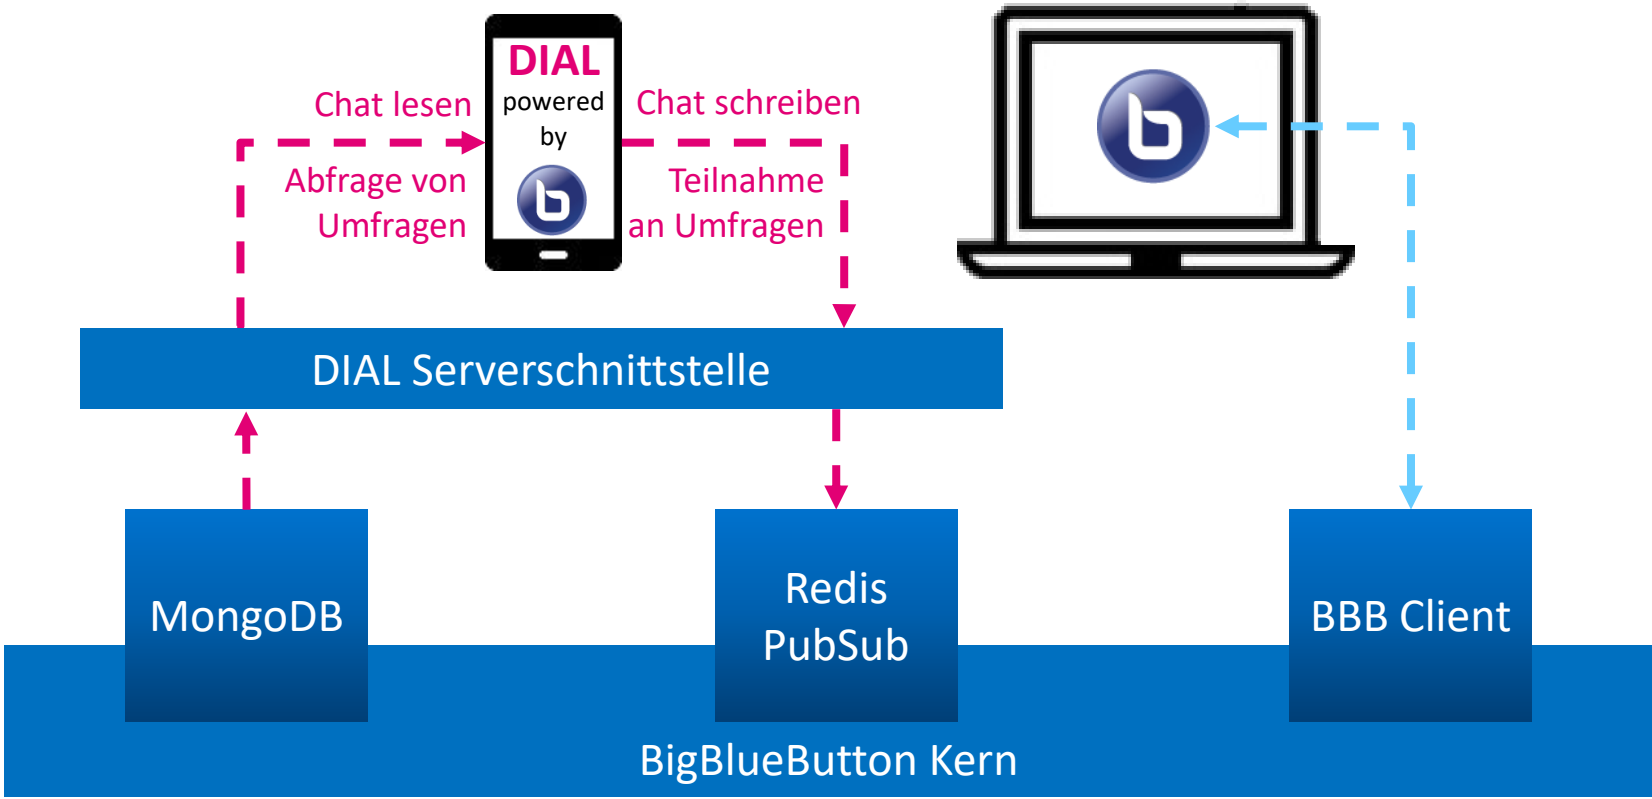 DIAL
powered
by
Chat lesen
Abfrage von
Umfragen
Chat schreiben
Teilnahme
an Umfragen
DIAL Serverschnittstelle
MongoDB
Redis
PubSub
BBB Client
BigBlueButton Kern